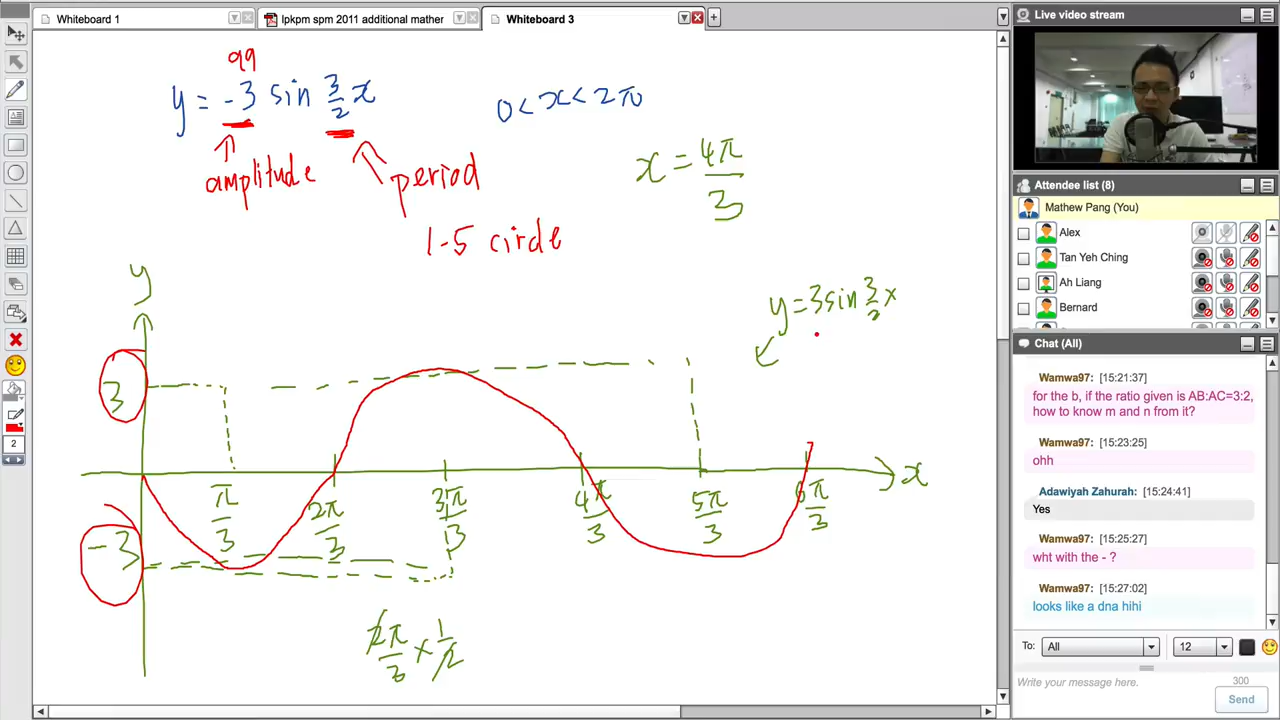 Whiteboard 1
lpkpm spm 2011 additional mather
Whiteboard 3
Live video stream
99
y = -3 sin 3/2 x
0 < x < 2π
x = 4π/3
amplitude
period
1.5 circle
y
y = 3 sin 3/2 x
3
x
π/3
2π/3
3π/3
4π/3
5π/3
6π/3
-3
2π/3 × 1/2
2
Attendee list (8)
Mathew Pang (You)
Alex
Tan Yeh Ching
Ah Liang
Bernard
Chat (All)
Wamwa97: [15:21:37]
for the b, if the ratio given is AB:AC=3:2,
how to know m and n from it?
Wamwa97: [15:23:25]
ohh
Adawiyah Zahurah: [15:24:41]
Yes
Wamwa97: [15:25:27]
wht with the - ?
Wamwa97: [15:27:02]
looks like a dna hihi
To: All 12
Write your message here.
300
Send